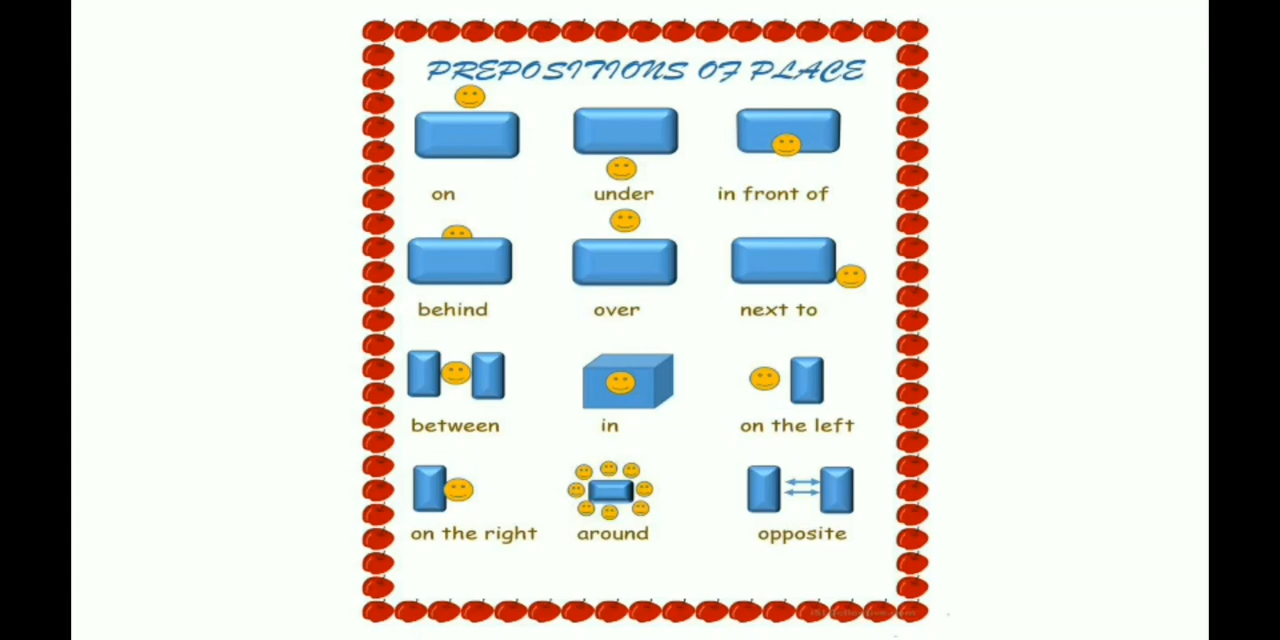 PREPOSITIONS OF PLACE
on under in front of
behind over next to
between in on the left
on the right around opposite